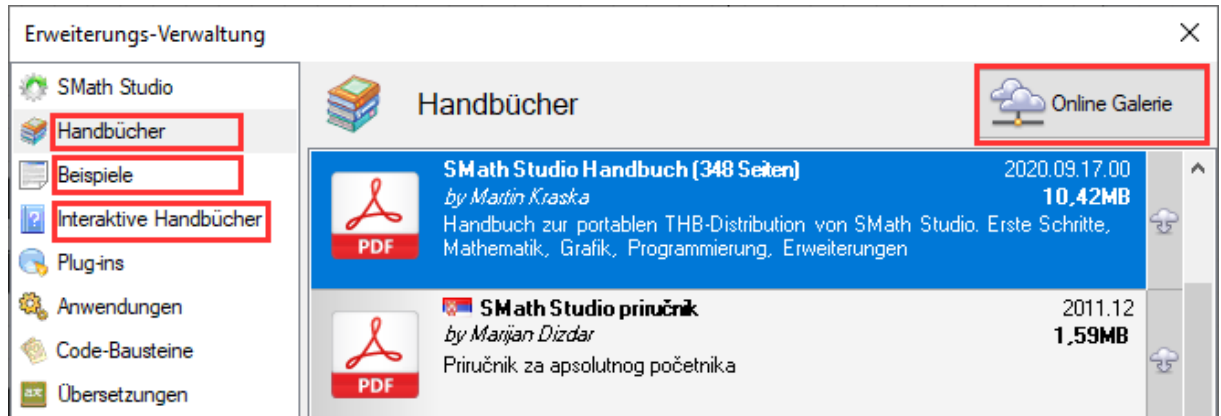 Erweiterungs-Verwaltung
SMath Studio
Handbücher
Beispiele
Interaktive Handbücher
Plug-ins
Anwendungen
Code-Bausteine
Übersetzungen
Handbücher
Online Galerie
SMath Studio Handbuch (348 Seiten) 2020.09.17.00
by Martin Kraska 10,42MB
Handbuch zur portablen THB-Distribution von SMath Studio. Erste Schritte,
Mathematik, Grafik, Programmierung, Erweiterungen
PDF
SMath Studio priručnik 2011.12
by Marijan Dizdar 1,59MB
Priručnik za apsolutnog početnika
PDF